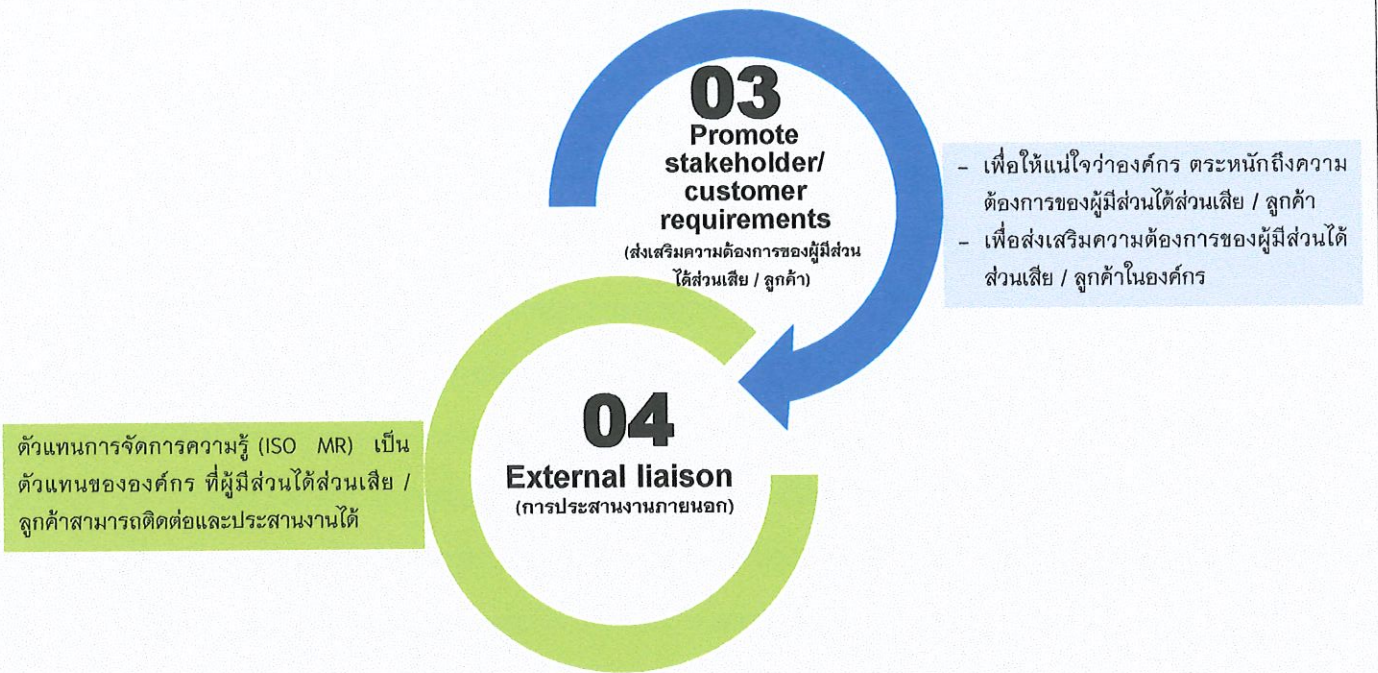 03
Promote
stakeholder/
customer
requirements
(ส่งเสริมความต้องการของผู้มีส่วน
ได้ส่วนเสีย / ลูกค้า)
– เพื่อให้แน่ใจว่าองค์กร ตระหนักถึงความ
ต้องการของผู้มีส่วนได้ส่วนเสีย / ลูกค้า
– เพื่อส่งเสริมความต้องการของผู้มีส่วนได้
ส่วนเสีย / ลูกค้าในองค์กร
04
External liaison
(การประสานงานภายนอก)
ตัวแทนการจัดการความรู้ (ISO MR) เป็น
ตัวแทนขององค์กร ที่ผู้มีส่วนได้ส่วนเสีย /
ลูกค้าสามารถติดต่อและประสานงานได้